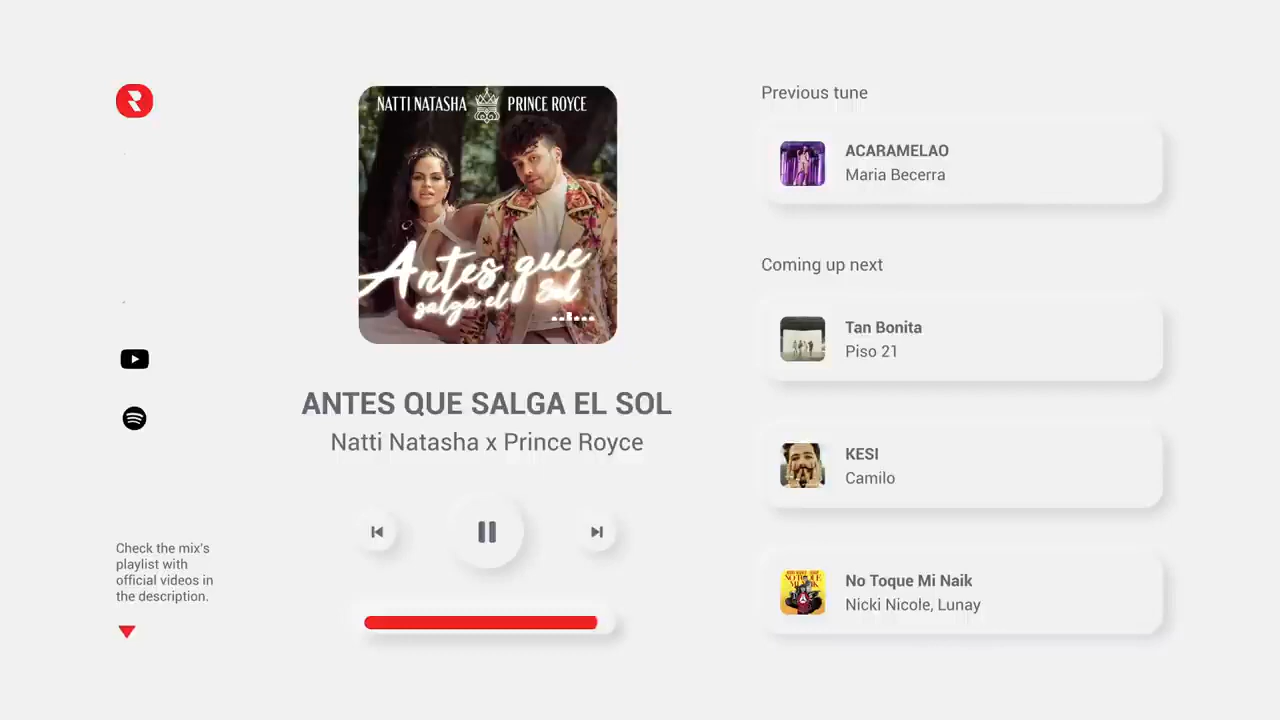 NATTI NATASHA PRINCE ROYCE
Antes que
salga el Sol
ANTES QUE SALGA EL SOL
Natti Natasha x Prince Royce
Check the mix's
playlist with
official videos in
the description.
Previous tune
ACARAMELAO
Maria Becerra
Coming up next
Tan Bonita
Piso 21
KESI
Camilo
No Toque Mi Naik
Nicki Nicole, Lunay